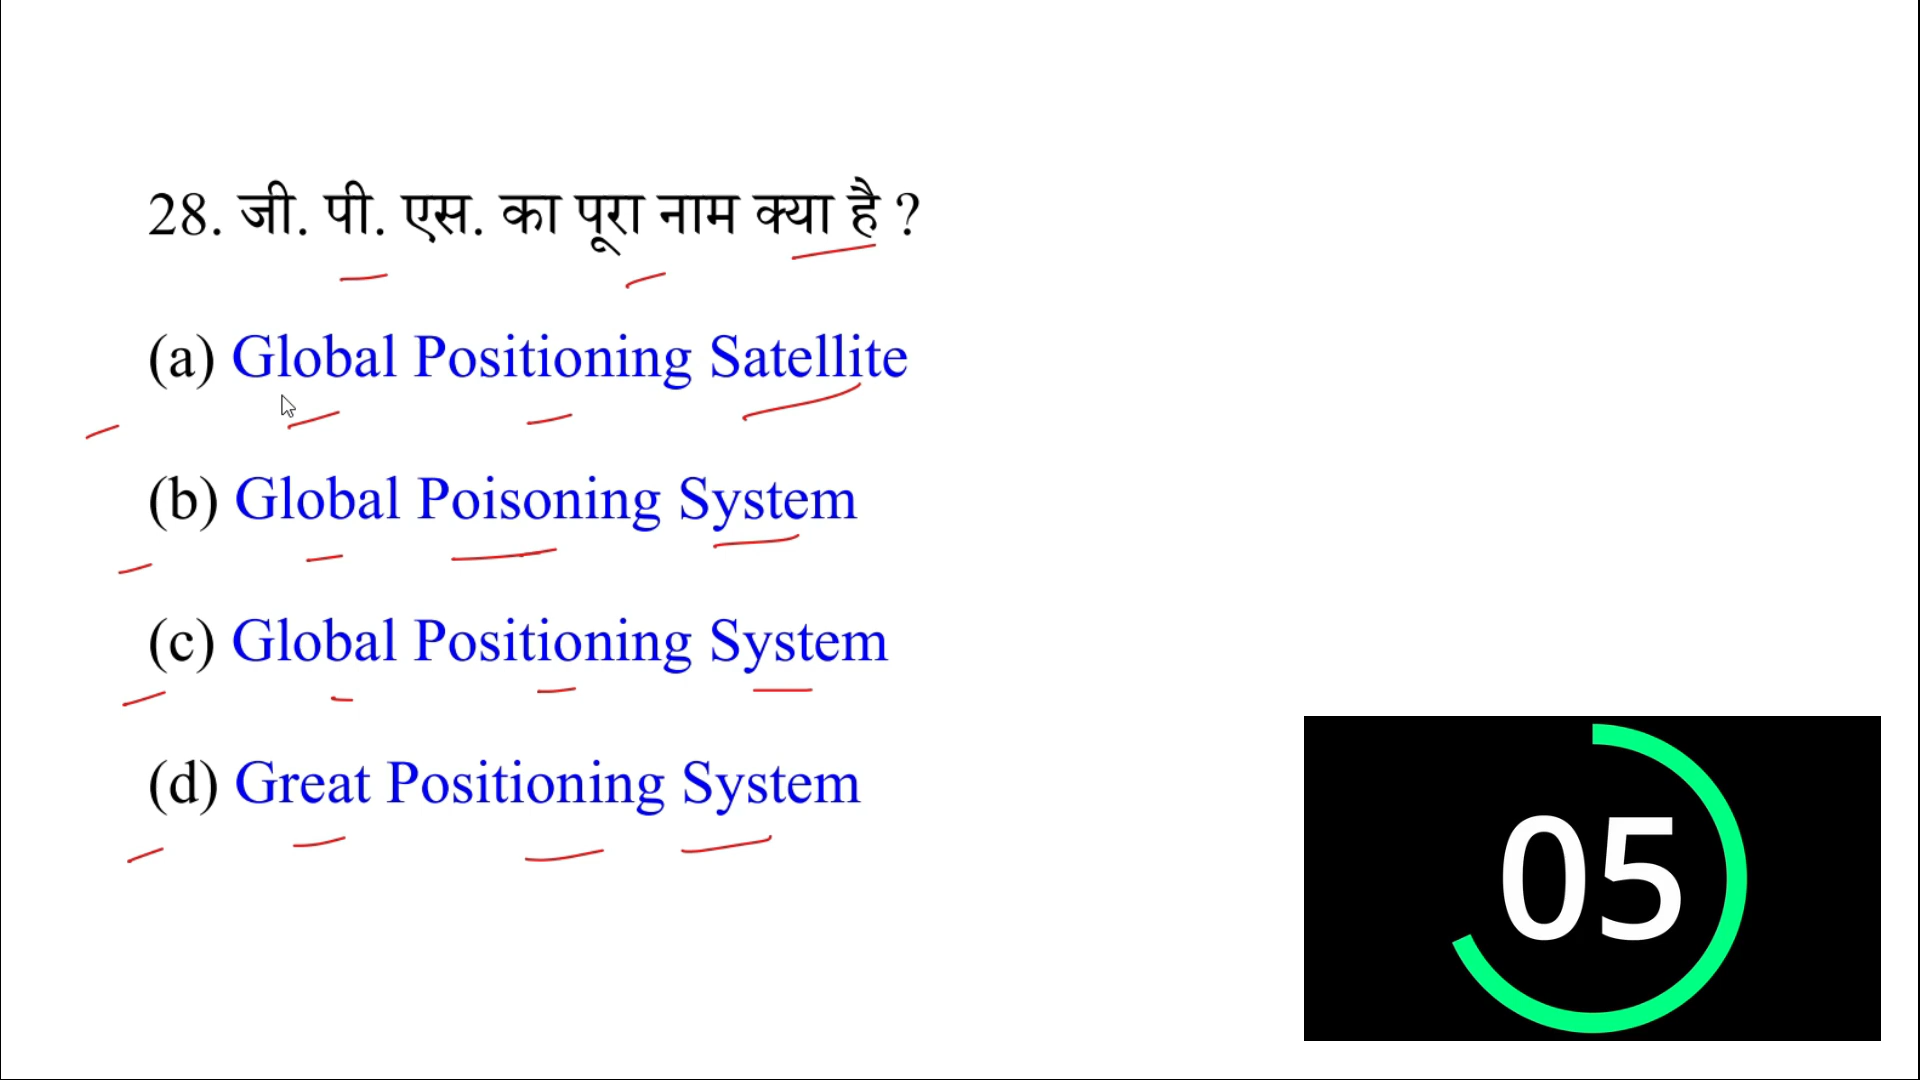 28. जी. पी. एस. का पूरा नाम क्या है ?
(a) Global Positioning Satellite
(b) Global Poisoning System
(c) Global Positioning System
(d) Great Positioning System
05